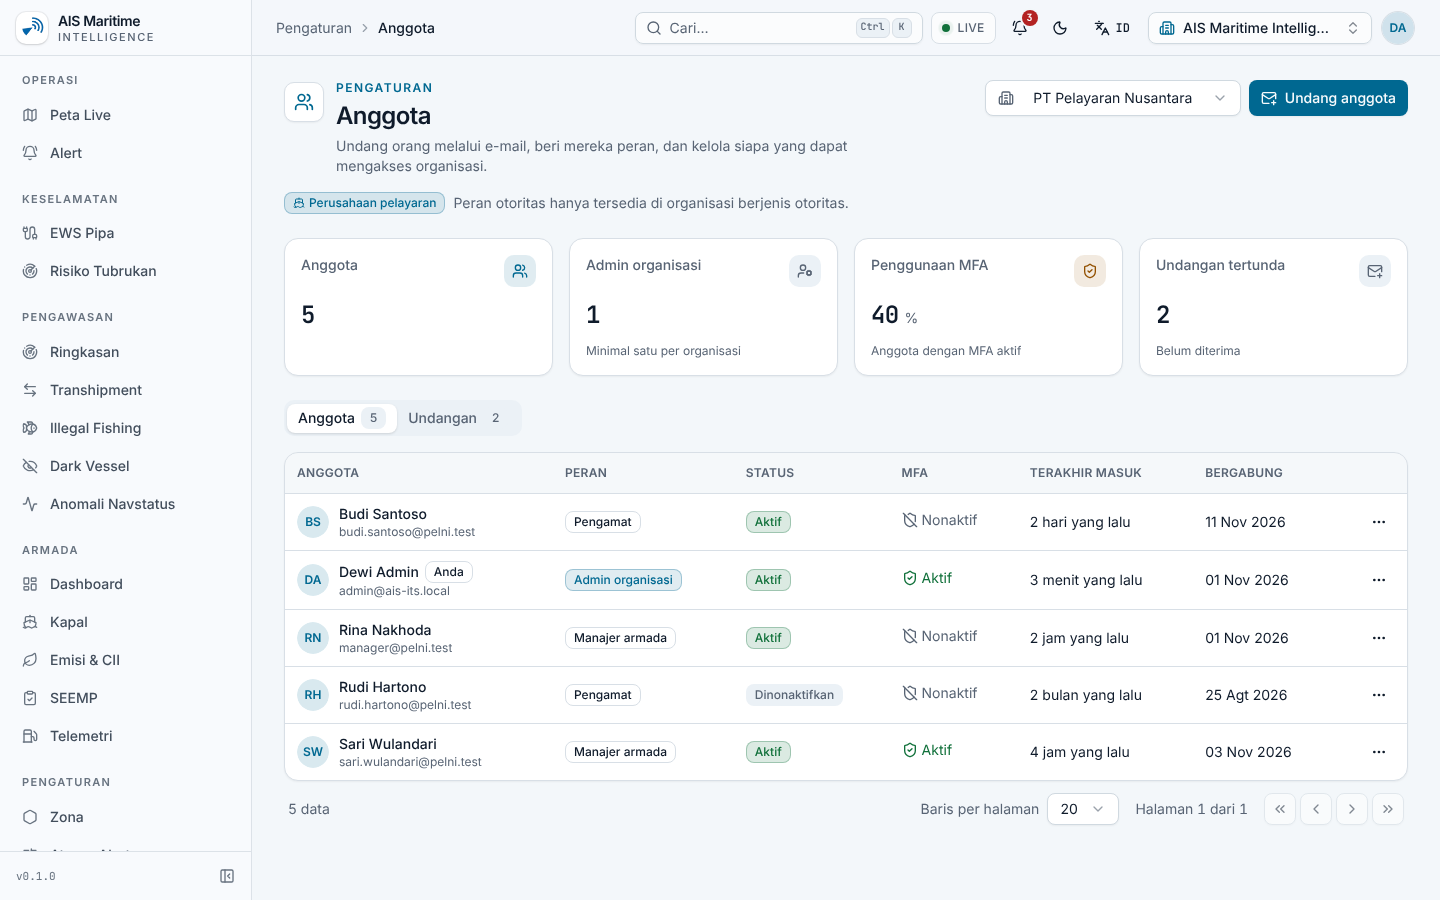 AIS Maritime
INTELLIGENCE
Pengaturan > Anggota
Cari... Ctrl K
LIVE
3
ID
AIS Maritime Intellig...
DA
OPERASI
Peta Live
Alert
KESELAMATAN
EWS Pipa
Risiko Tubrukan
PENGAWASAN
Ringkasan
Transhipment
Illegal Fishing
Dark Vessel
Anomali Navstatus
ARMADA
Dashboard
Kapal
Emisi & CII
SEEMP
Telemetri
PENGATURAN
Zona
v0.1.0
PENGATURAN
Anggota
Undang orang melalui e-mail, beri mereka peran, dan kelola siapa yang dapat
mengakses organisasi.
PT Pelayaran Nusantara
Undang anggota
Perusahaan pelayaran Peran otoritas hanya tersedia di organisasi berjenis otoritas.
Anggota
5
Admin organisasi
1
Minimal satu per organisasi
Penggunaan MFA
40 %
Anggota dengan MFA aktif
Undangan tertunda
2
Belum diterima
Anggota 5 Undangan 2
ANGGOTA PERAN STATUS MFA TERAKHIR MASUK BERGABUNG
BS Budi Santoso Pengamat Aktif Nonaktif 2 hari yang lalu 11 Nov 2026
budi.santoso@pelni.test
DA Dewi Admin Anda Admin organisasi Aktif Aktif 3 menit yang lalu 01 Nov 2026
admin@ais-its.local
RN Rina Nakhoda Manajer armada Aktif Nonaktif 2 jam yang lalu 01 Nov 2026
manager@pelni.test
RH Rudi Hartono Pengamat Dinonaktifkan Nonaktif 2 bulan yang lalu 25 Agt 2026
rudi.hartono@pelni.test
SW Sari Wulandari Manajer armada Aktif Aktif 4 jam yang lalu 03 Nov 2026
sari.wulandari@pelni.test
5 data
Baris per halaman 20 Halaman 1 dari 1